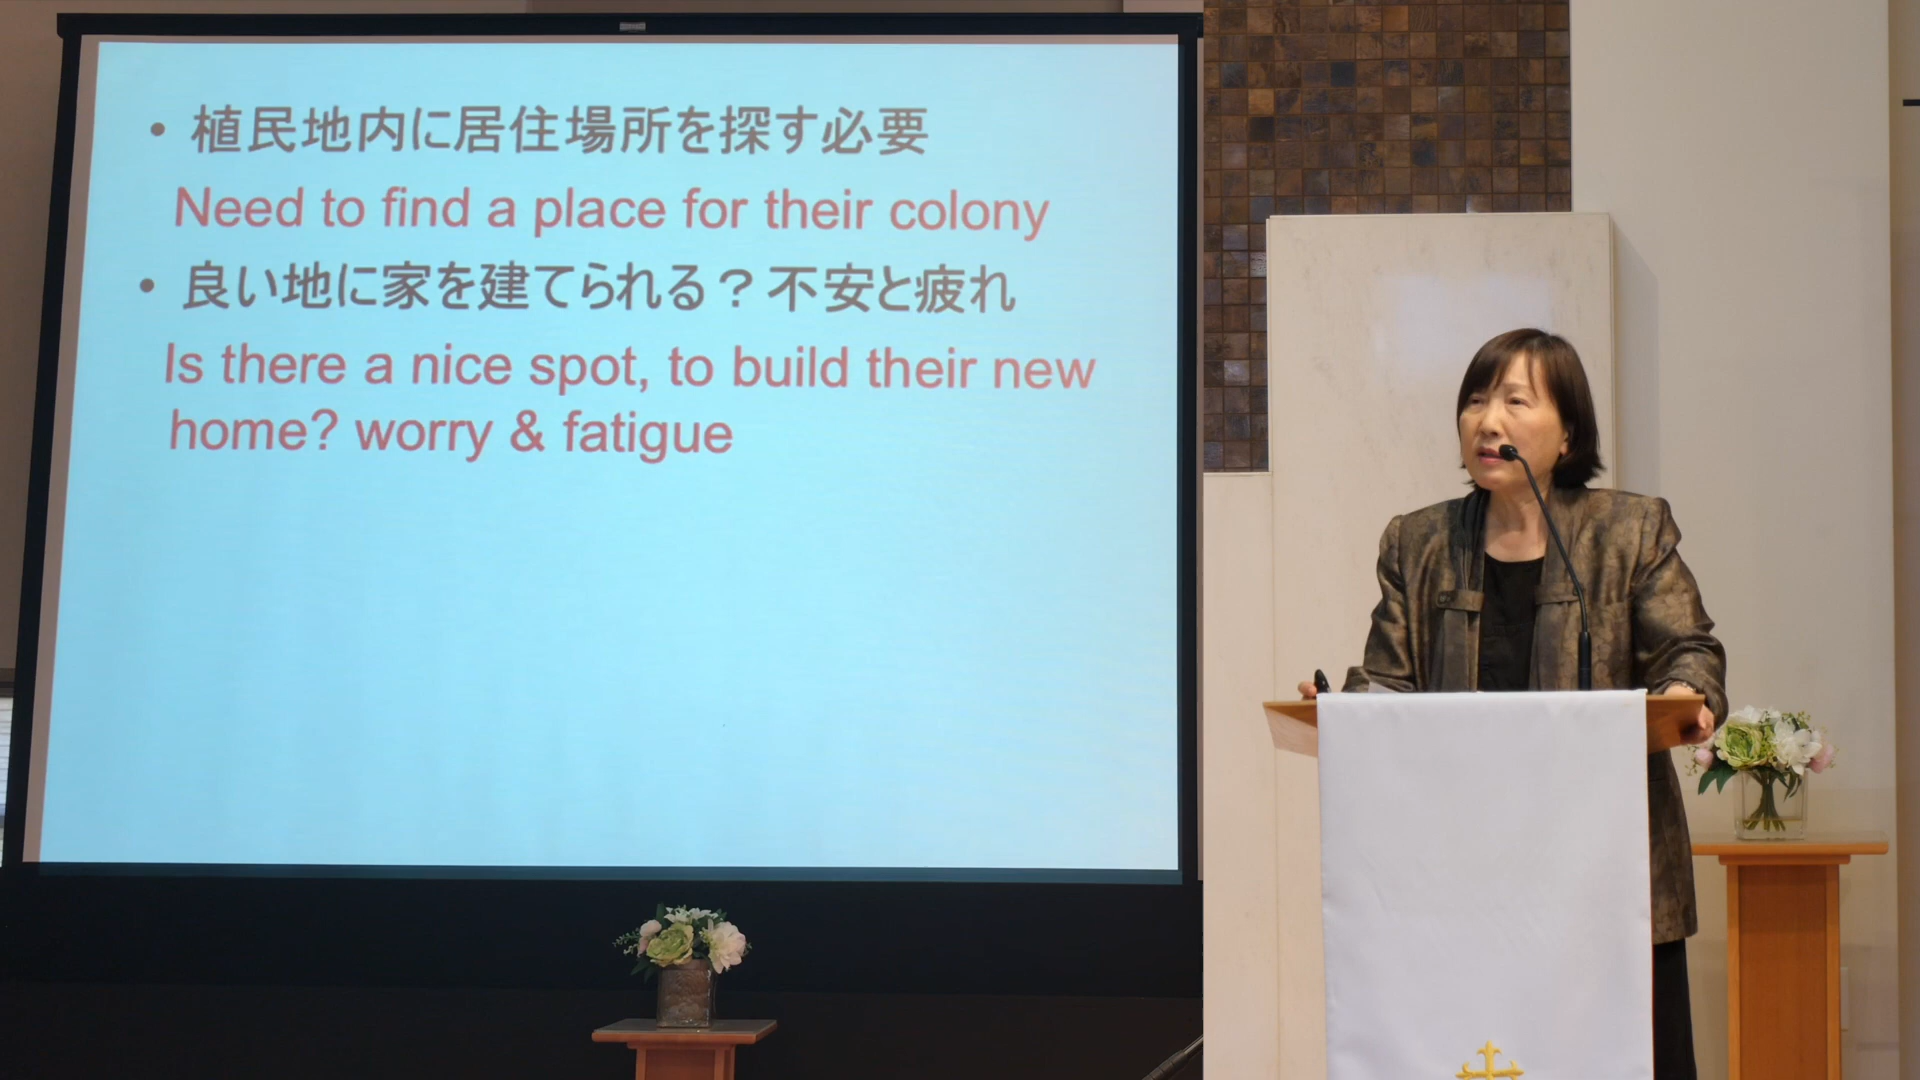 • 植民地内に居住場所を探す必要
Need to find a place for their colony
• 良い地に家を建てられる？不安と疲れ
Is there a nice spot, to build their new
home? worry & fatigue